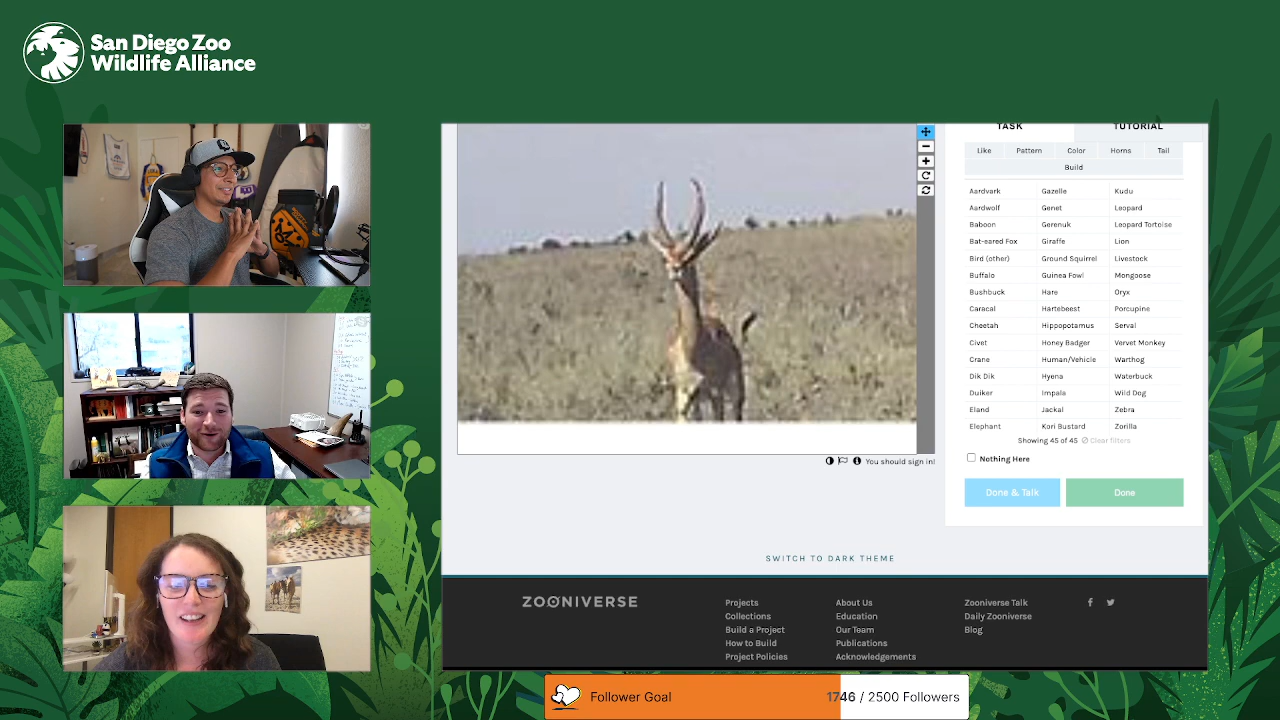 San Diego Zoo
Wildlife Alliance
TASK
TUTORIAL
Like
Pattern
Color
Horns
Tail
Build
Aardvark
Gazelle
Kudu
Aardwolf
Genet
Leopard
Baboon
Gerenuk
Leopard Tortoise
Bat-eared Fox
Giraffe
Lion
Bird (other)
Ground Squirrel
Livestock
Buffalo
Guinea Fowl
Mongoose
Bushbuck
Hare
Oryx
Caracal
Hartebeest
Porcupine
Cheetah
Hippopotamus
Serval
Civet
Honey Badger
Vervet Monkey
Crane
Human/Vehicle
Warthog
Dik Dik
Hyena
Waterbuck
Duiker
Impala
Wild Dog
Eland
Jackal
Zebra
Elephant
Kori Bustard
Zorilla
Showing 45 of 45
Clear filters
You should sign in!
Nothing Here
Done & Talk
Done
SWITCH TO DARK THEME
ZOONIVERSE
Projects
Collections
Build a Project
How to Build
Project Policies
About Us
Education
Our Team
Publications
Acknowledgements
Zooniverse Talk
Daily Zooniverse
Blog
Follower Goal
1746 / 2500 Followers